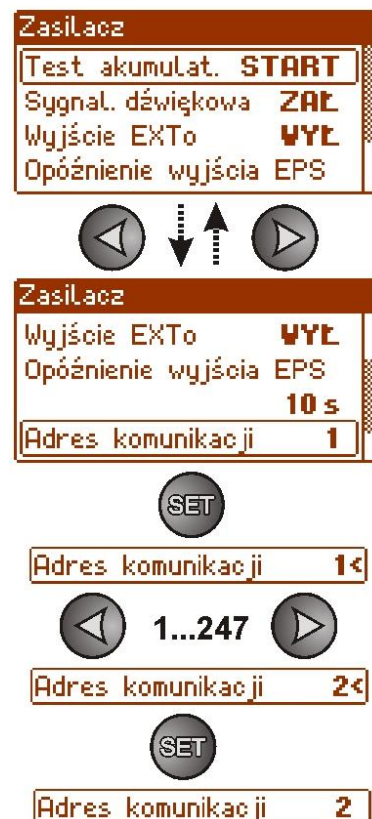 Zasilacz
Test akumulat. START
Sygnal. dźwiękowa ZAŁ
Wyjście EXTo WYŁ
Opóźnienie wyjścia EPS
Zasilacz
Wyjście EXTo WYŁ
Opóźnienie wyjścia EPS
10 s
Adres komunikacji 1
SET
Adres komunikacji 1<
1...247
Adres komunikacji 2<
SET
Adres komunikacji 2